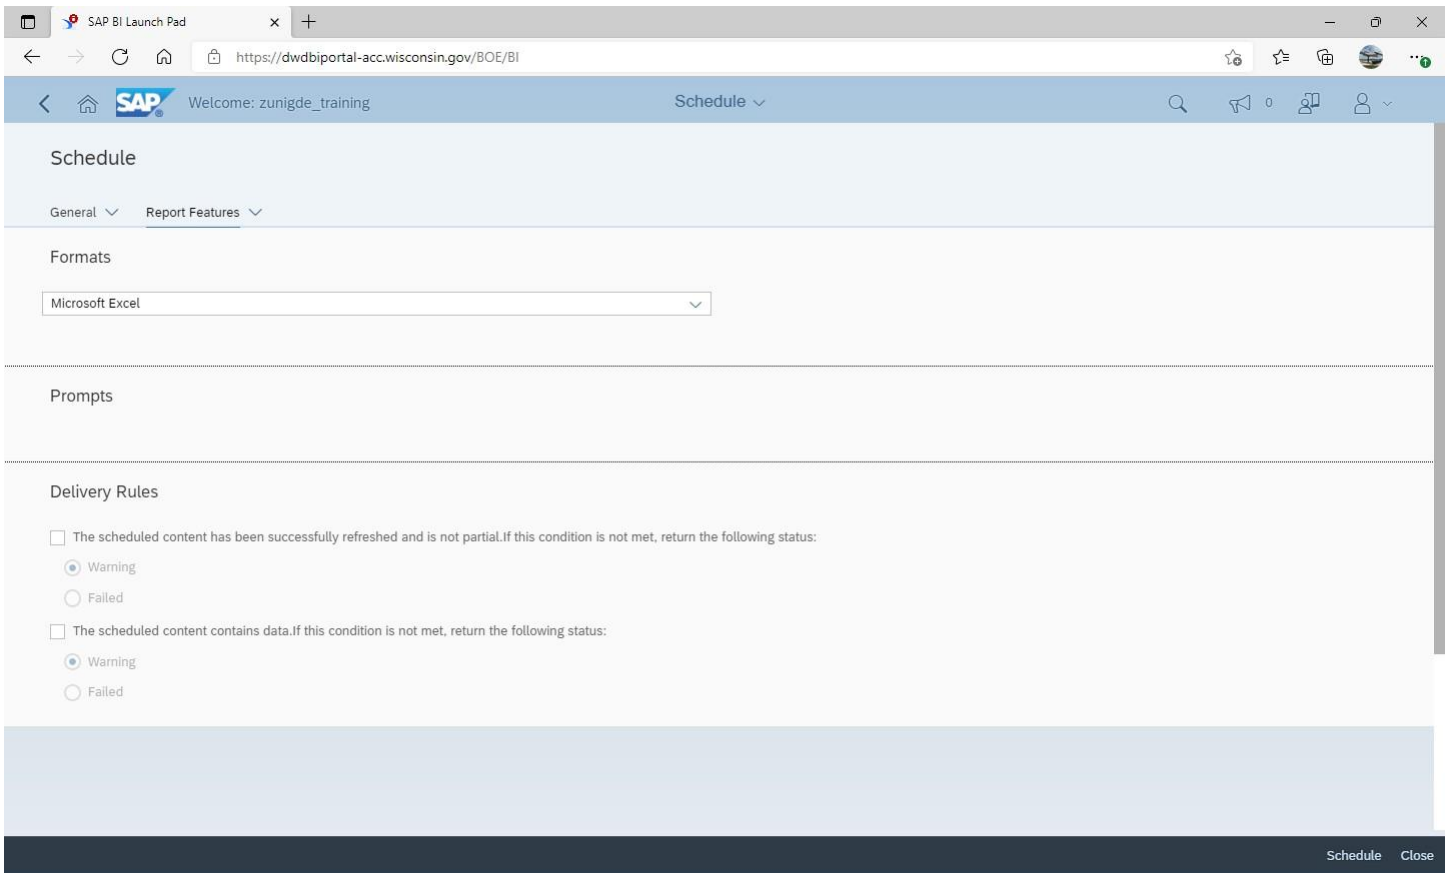 SAP BI Launch Pad
https://dwdbiportal-acc.wisconsin.gov/BOE/BI
SAP Welcome: zunigde_training Schedule 0
Schedule
General Report Features
Formats
Microsoft Excel
Prompts
Delivery Rules
The scheduled content has been successfully refreshed and is not partial.If this condition is not met, return the following status:
Warning
Failed
The scheduled content contains data.If this condition is not met, return the following status:
Warning
Failed
Schedule Close